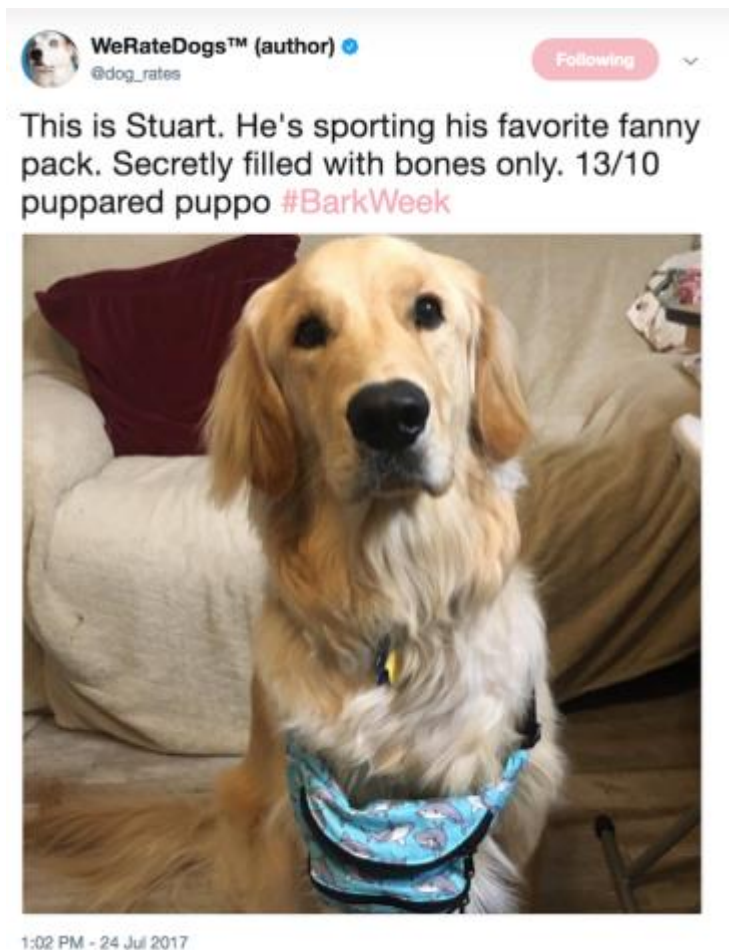 WeRateDogs™ (author)
@dog_rates
Following
This is Stuart. He's sporting his favorite fanny
pack. Secretly filled with bones only. 13/10
puppared puppo #BarkWeek
1:02 PM - 24 Jul 2017